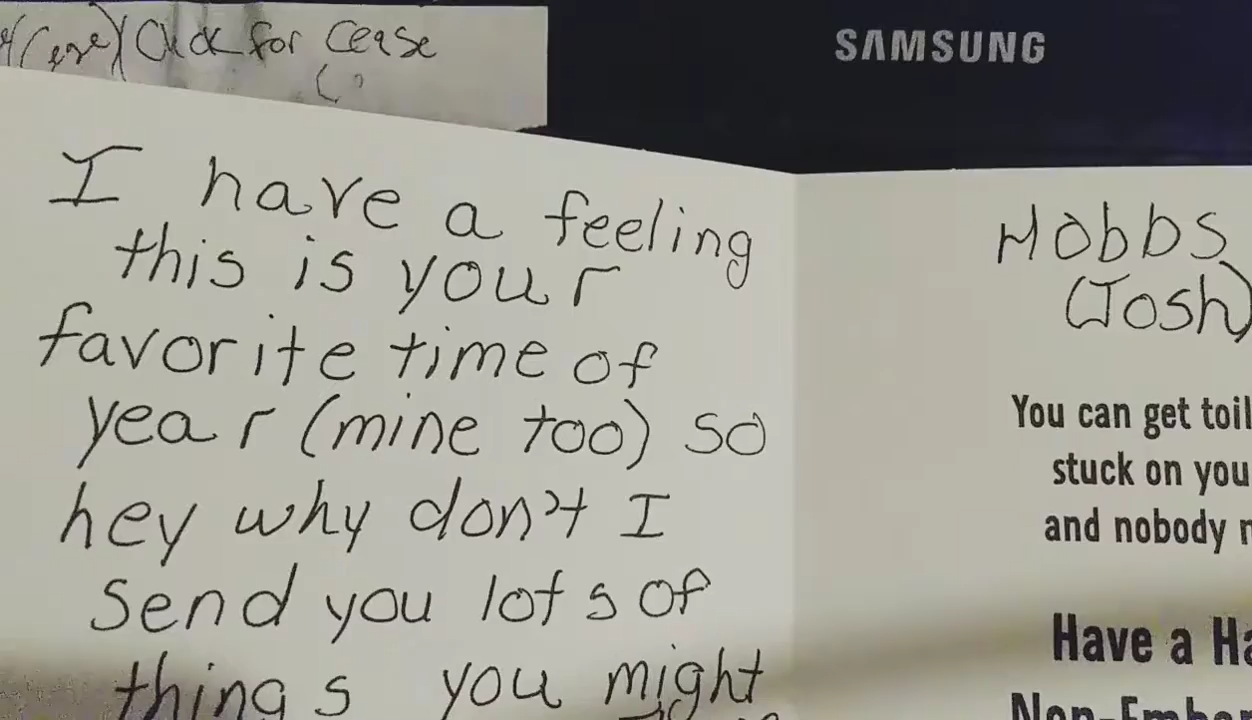 Click for Cease
SAMSUNG
I have a feeling
this is your
favorite time of
year (mine too) so
hey why don't I
send you lots of
things you might
Hobbs
(Josh)
You can get toil
stuck on you
and nobody
Have a Ha
Non-Ember